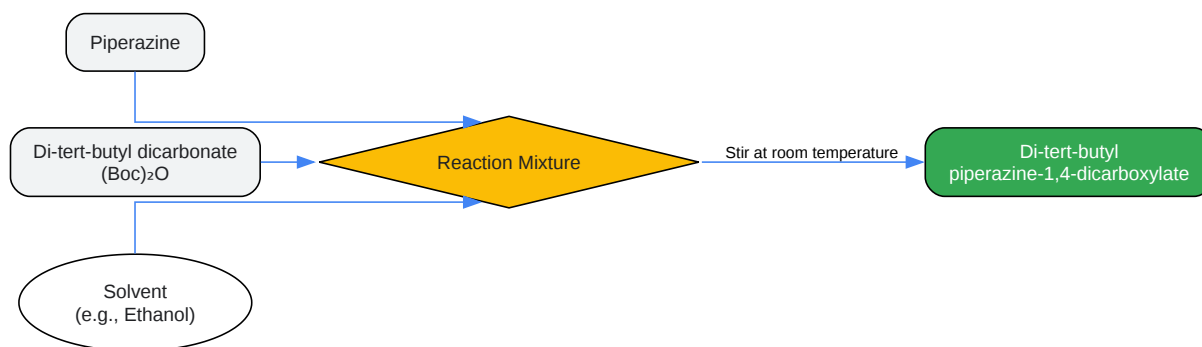 Piperazine
Di-tert-butyl dicarbonate
(Boc)₂O
Solvent
(e.g., Ethanol)
Reaction Mixture
Stir at room temperature
Di-tert-butyl
piperazine-1,4-dicarboxylate